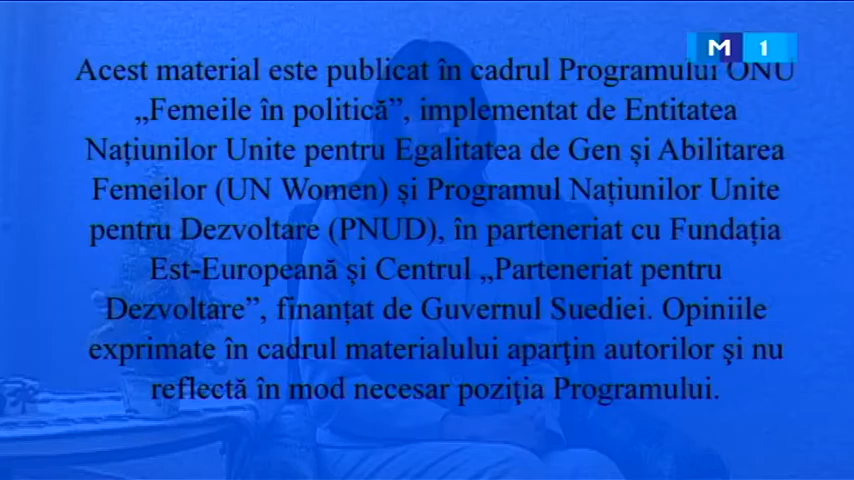 M 1
Acest material este publicat în cadrul Programului ONU
„Femeile în politică”, implementat de Entitatea
Națiunilor Unite pentru Egalitatea de Gen și Abilitarea
Femeilor (UN Women) și Programul Națiunilor Unite
pentru Dezvoltare (PNUD), în parteneriat cu Fundația
Est-Europeană și Centrul „Parteneriat pentru
Dezvoltare”, finanțat de Guvernul Suediei. Opiniile
exprimate în cadrul materialului aparţin autorilor şi nu
reflectă în mod necesar poziţia Programului.